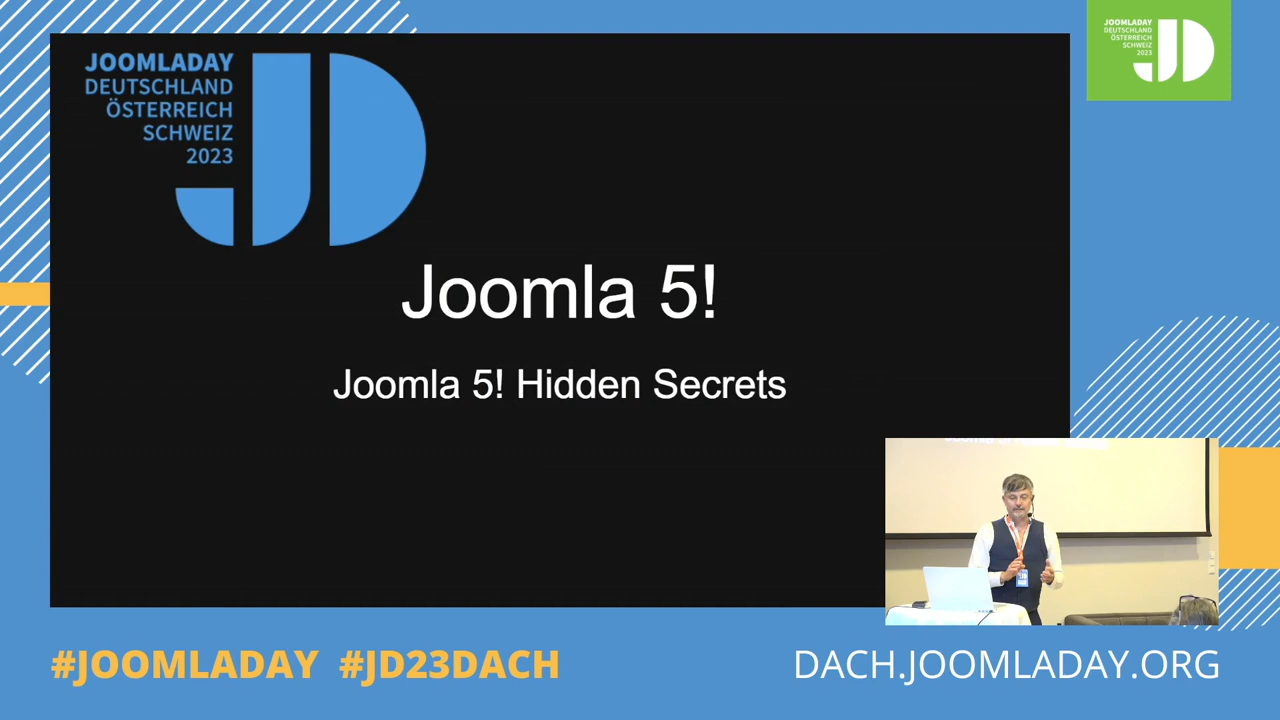 JOOMLADAY
DEUTSCHLAND
ÖSTERREICH
SCHWEIZ
2023
JOOMLADAY
DEUTSCHLAND
ÖSTERREICH
SCHWEIZ
2023
Joomla 5!
Joomla 5! Hidden Secrets
#JOOMLADAY #JD23DACH
DACH.JOOMLADAY.ORG